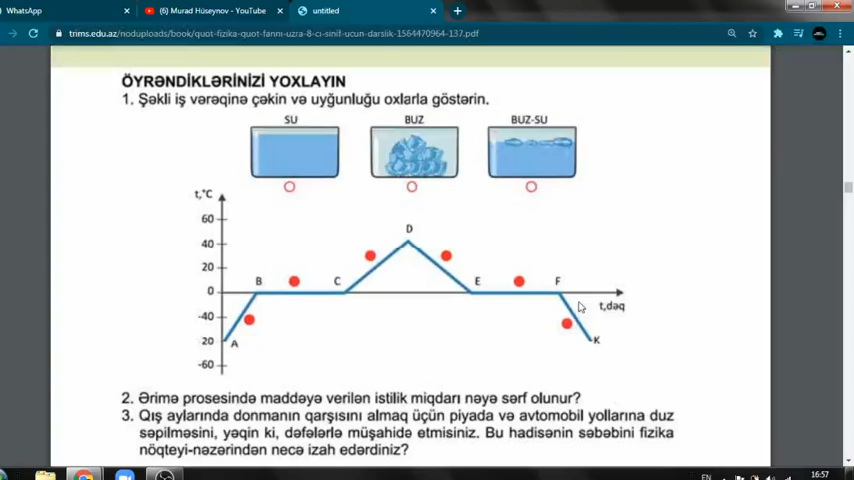 WhatsApp
(6) Murad Hüseynov - YouTube
untitled
trims.edu.az/noduploads/book/quot-fizika-quot-fanni-uzra-8-ci-sinif-ucun-darslik-1564470964-137.pdf
ÖYRƏNDİKLƏRİNİZİ YOXLAYIN
1. Şəkli iş vərəqinə çəkin və uyğunluğu oxlarla göstərin.
SU
BUZ
BUZ-SU
t,°C
60
40
20
0
-40
20
-60
A
B
C
D
E
F
K
t,dəq
2. Ərimə prosesində maddəyə verilən istilik miqdarı nəyə sərf olunur?
3. Qış aylarında donmanın qarşısını almaq üçün piyada və avtomobil yollarına duz
səpilməsini, yəqin ki, dəfələrlə müşahidə etmisiniz. Bu hadisənin səbəbini fizika
nöqteyi-nəzərindən necə izah edərdiniz?
EN
16:57